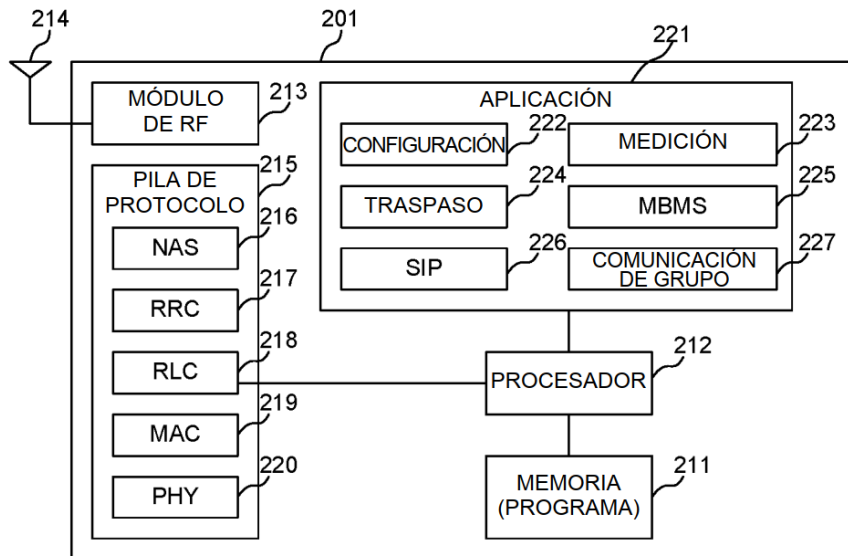 214
201
221
MÓDULO
DE RF
213
APLICACIÓN
CONFIGURACIÓN
222
MEDICIÓN
223
PILA DE
PROTOCOLO
215
TRASPASO
224
MBMS
225
NAS
216
SIP
226
COMUNICACIÓN
DE GRUPO
227
RRC
217
RLC
218
PROCESADOR
212
MAC
219
PHY
220
MEMORIA
(PROGRAMA)
211